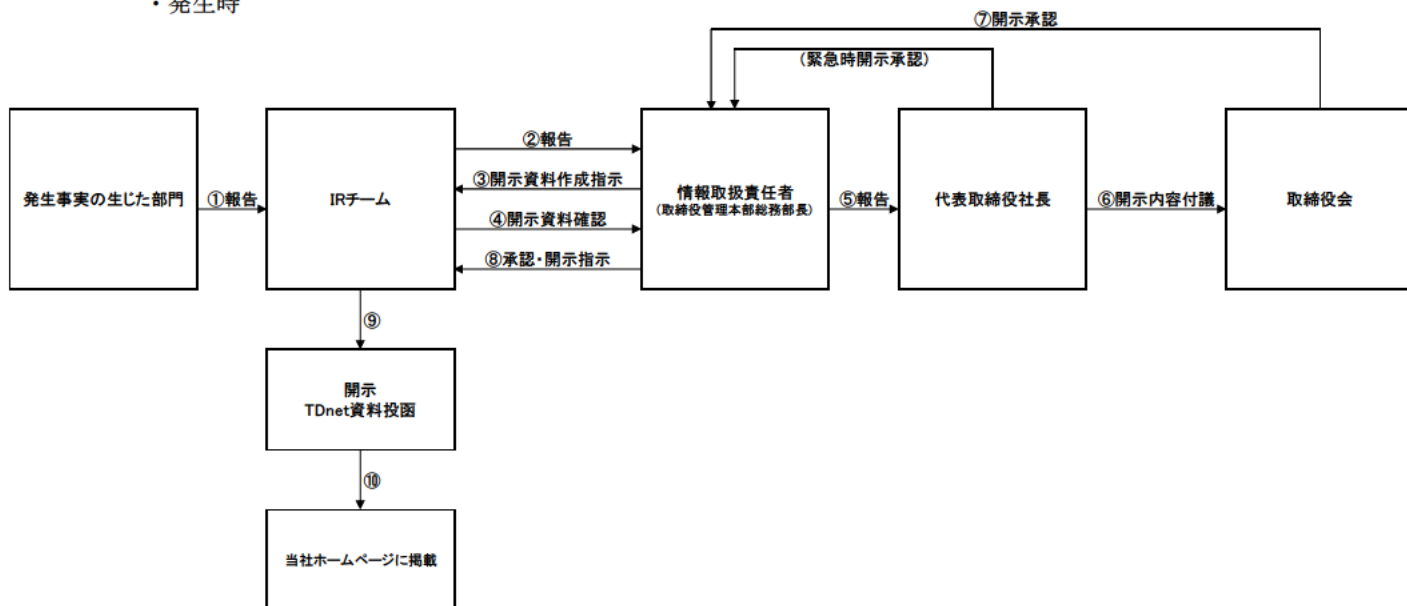 ・発生時
⑦開示承認
(緊急時開示承認)
発生事実の生じた部門
①報告
IRチーム
②報告
③開示資料作成指示
④開示資料確認
⑧承認・開示指示
情報取扱責任者
(取締役管理本部総務部長)
⑤報告
代表取締役社長
⑥開示内容付議
取締役会
⑨
開示
TDnet資料投函
⑩
当社ホームページに掲載